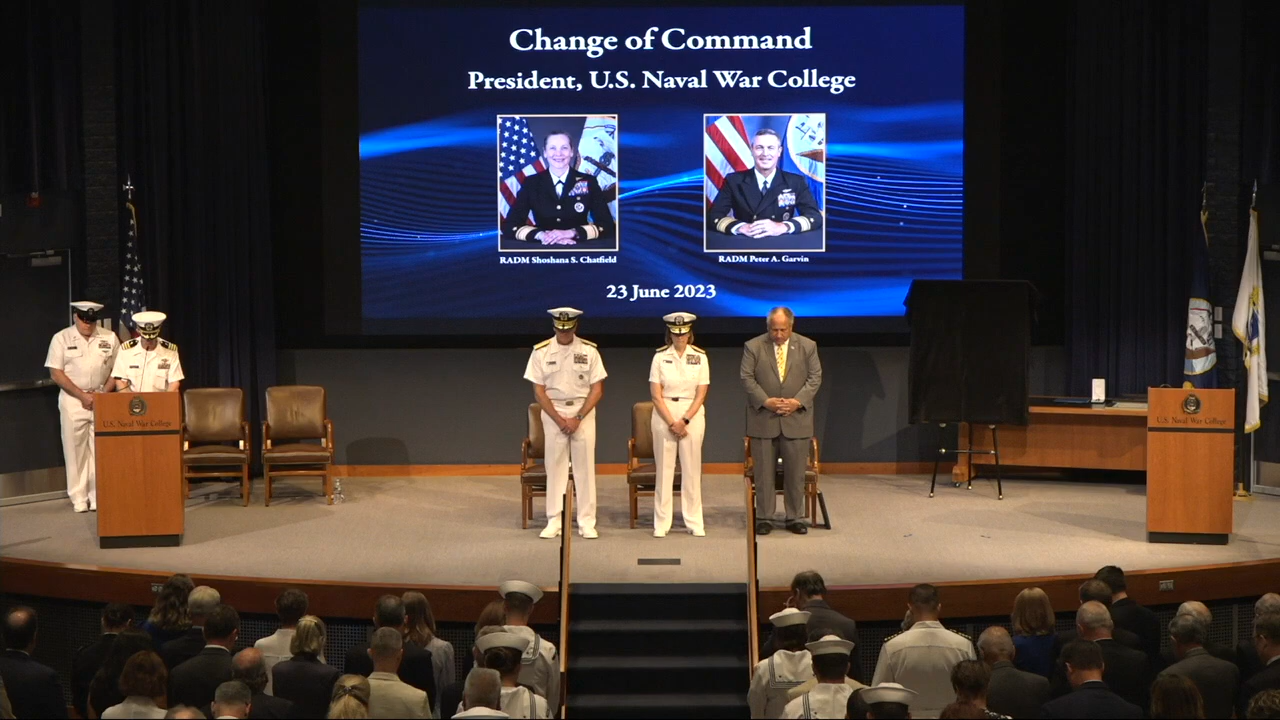 Change of Command
President, U.S. Naval War College
RADM Shoshana S. Chatfield
RADM Peter A. Garvin
23 June 2023
U.S. Naval War College
U.S. Naval War College